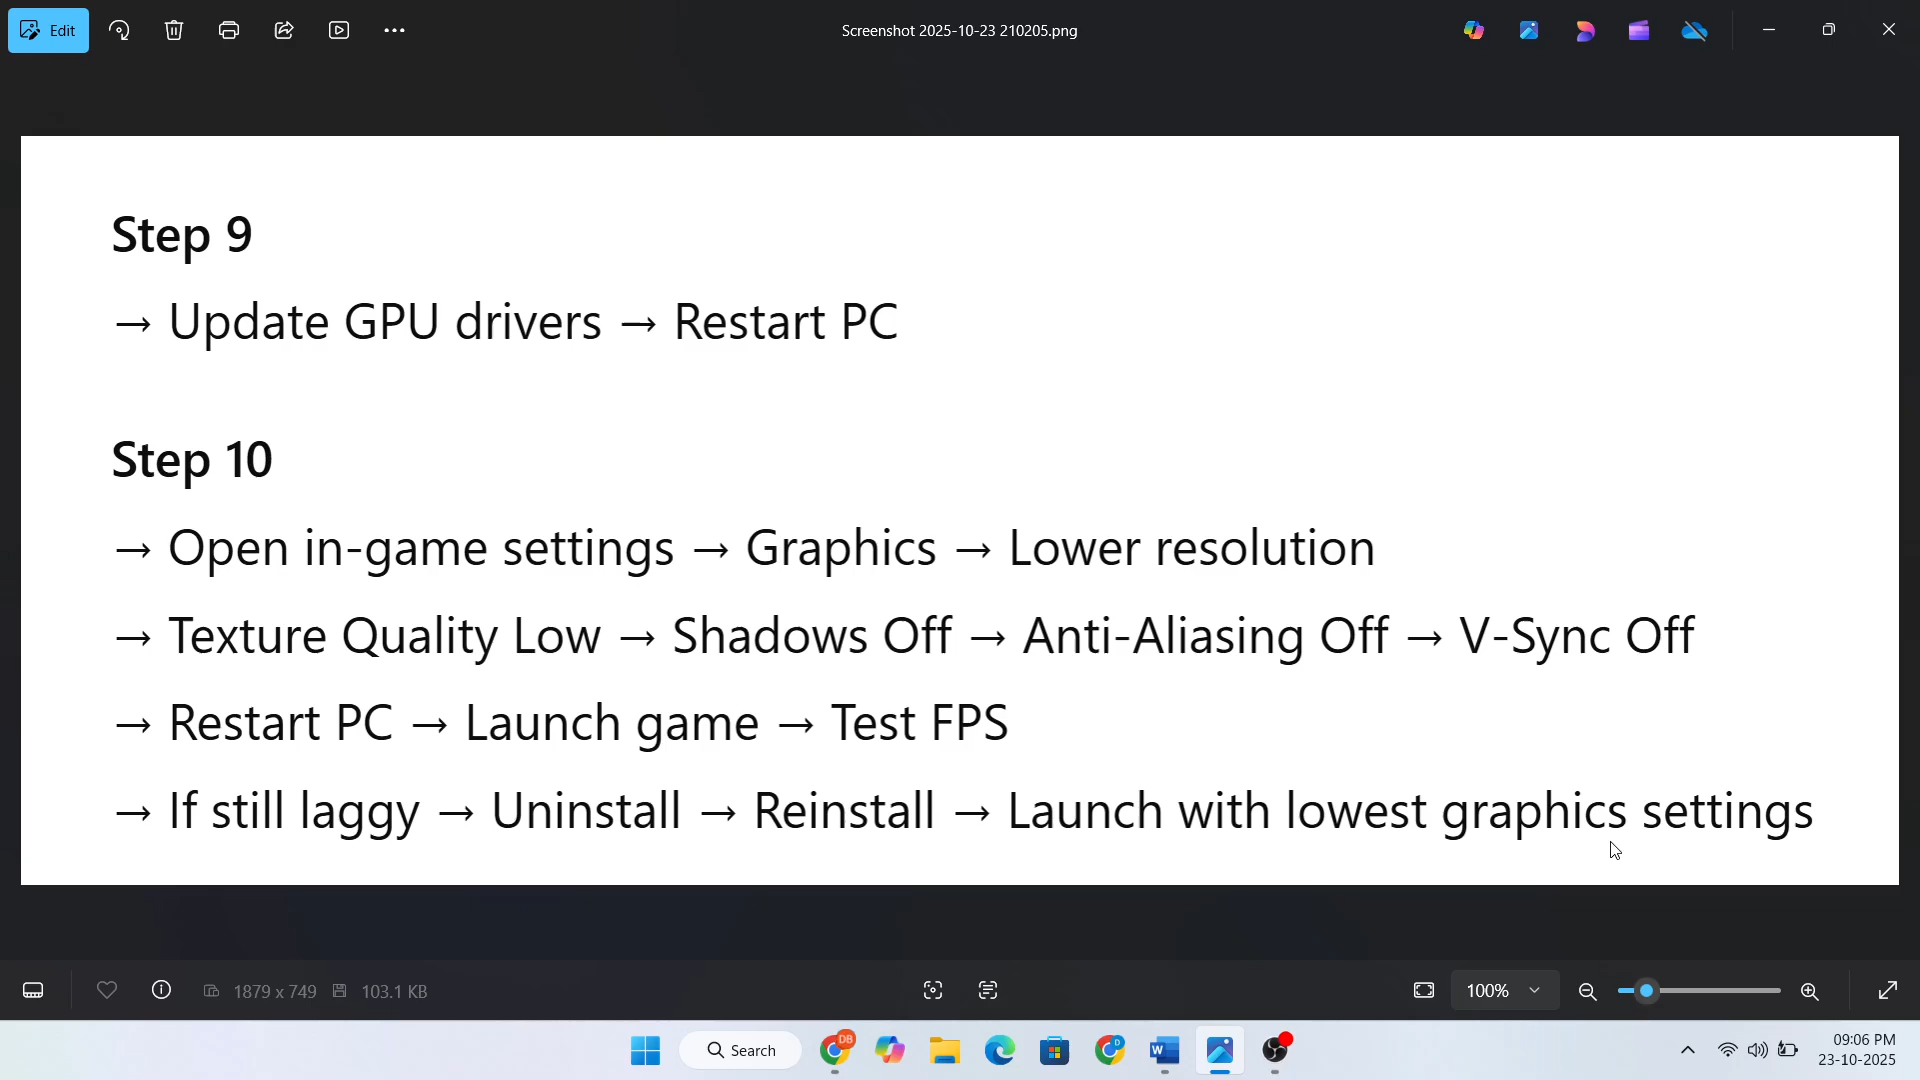 Edit
Screenshot 2025-10-23 210205.png
Step 9
→ Update GPU drivers → Restart PC
Step 10
→ Open in-game settings → Graphics → Lower resolution
→ Texture Quality Low → Shadows Off → Anti-Aliasing Off → V-Sync Off
→ Restart PC → Launch game → Test FPS
→ If still laggy → Uninstall → Reinstall → Launch with lowest graphics settings
1879 x 749 103.1 KB 100%
Search DB D W 09:06 PM
23-10-2025